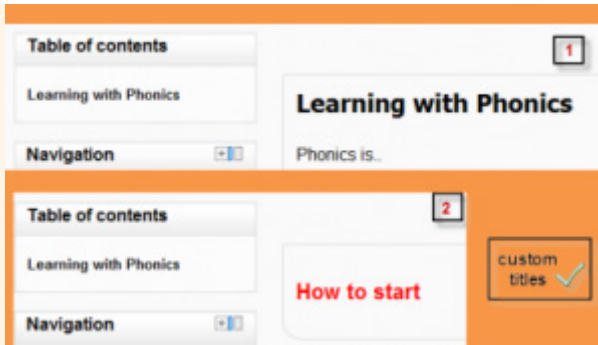 Table of contents
1
Learning with Phonics
Learning with Phonics
Navigation
Phonics is..
Table of contents
2
Learning with Phonics
custom
titles
How to start
Navigation